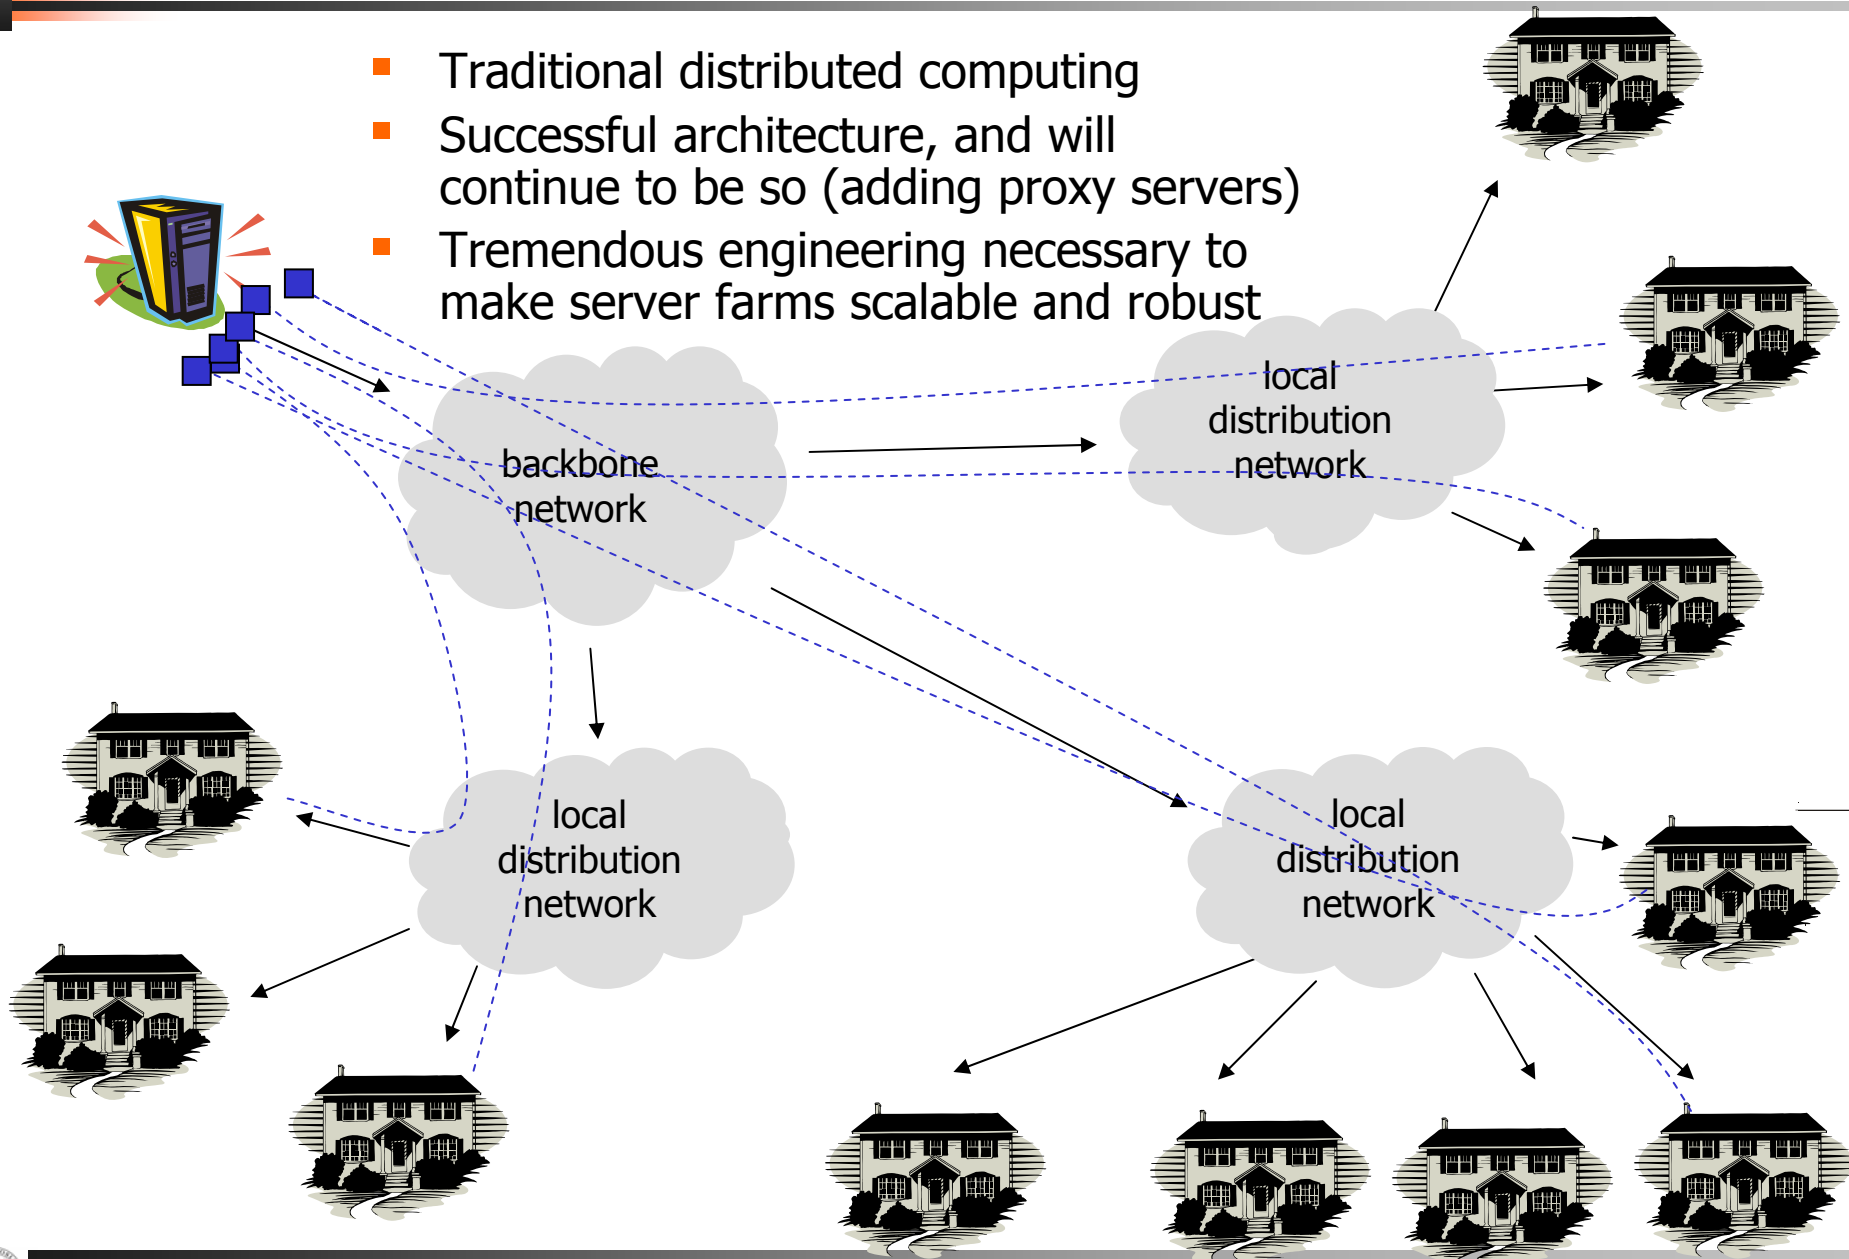 Traditional distributed computing
Successful architecture, and will
continue to be so (adding proxy servers)
Tremendous engineering necessary to
make server farms scalable and robust
local
distribution
network
backbone
network
local
distribution
network
local
distribution
network